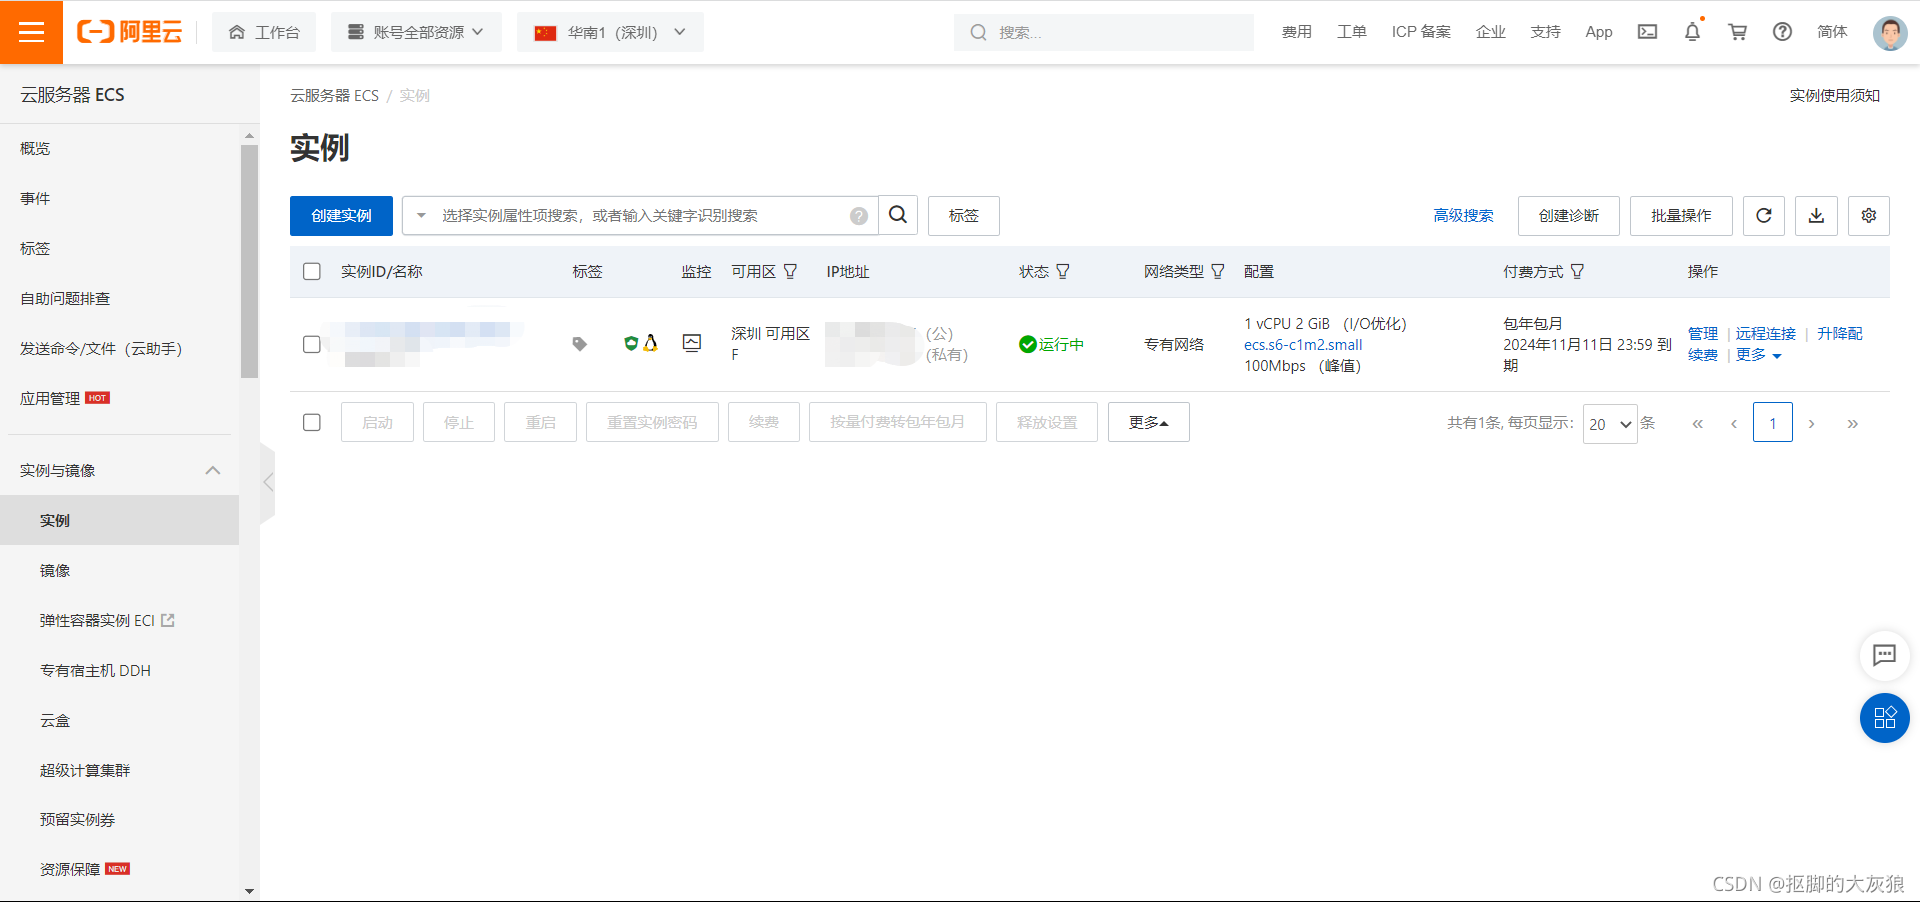 阿里云
工作台
账号全部资源
华南1（深圳）
搜索...
费用
工单
ICP 备案
企业
支持
App
简体
云服务器 ECS
概览
事件
标签
自助问题排查
发送命令/文件（云助手）
应用管理 HOT
实例与镜像
实例
镜像
弹性容器实例 ECI
专有宿主机 DDH
云盒
超级计算集群
预留实例券
资源保障 NEW
云服务器 ECS / 实例
实例使用须知
实例
创建实例
选择实例属性项搜索，或者输入关键字识别搜索
标签
高级搜索
创建诊断
批量操作
实例ID/名称
标签
监控
可用区
IP地址
状态
网络类型
配置
付费方式
操作
深圳 可用区
F
(公)
(私有)
运行中
专有网络
1 vCPU 2 GiB （I/O优化）
ecs.s6-c1m2.small
100Mbps （峰值）
包年包月
2024年11月11日 23:59 到
期
管理 | 远程连接 | 升降配
续费 | 更多
启动
停止
重启
重置实例密码
续费
按量付费转包年包月
释放设置
更多
共有1条, 每页显示: 20 条
« ‹ 1 › »
CSDN @抠脚的大灰狼